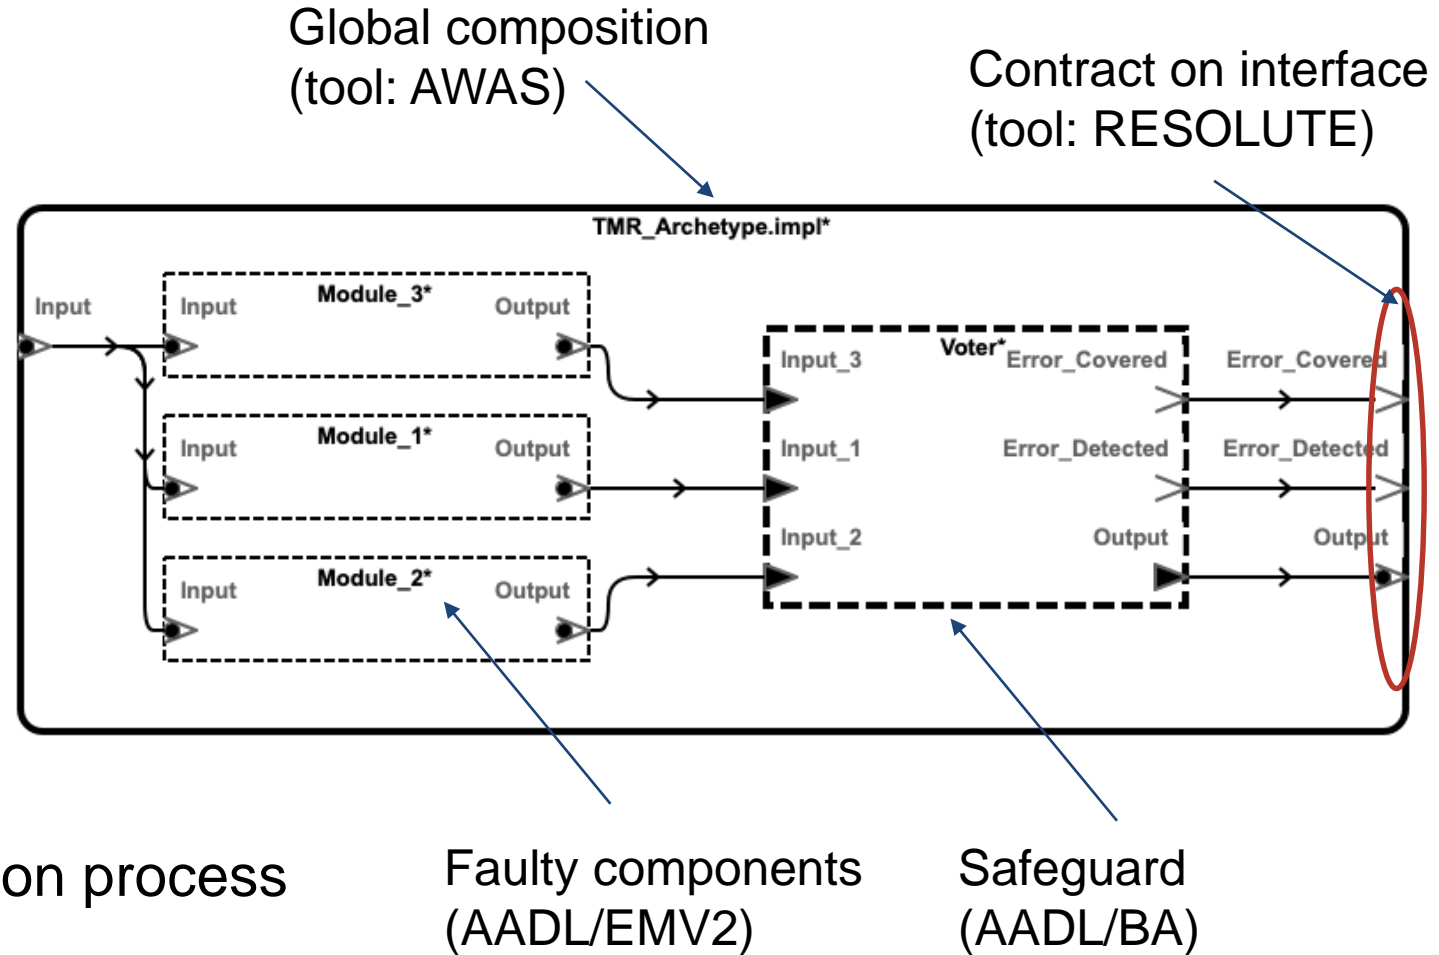 Global composition
(tool: AWAS)
Contract on interface
(tool: RESOLUTE)
TMR_Archetype.impl*
Input
Input
Module_3*
Output
Input
Module_1*
Output
Input
Module_2*
Output
Voter*
Input_3
Error_Covered
Input_1
Error_Detected
Input_2
Output
Error_Covered
Error_Detected
Output
on process
Faulty components
(AADL/EMV2)
Safeguard
(AADL/BA)